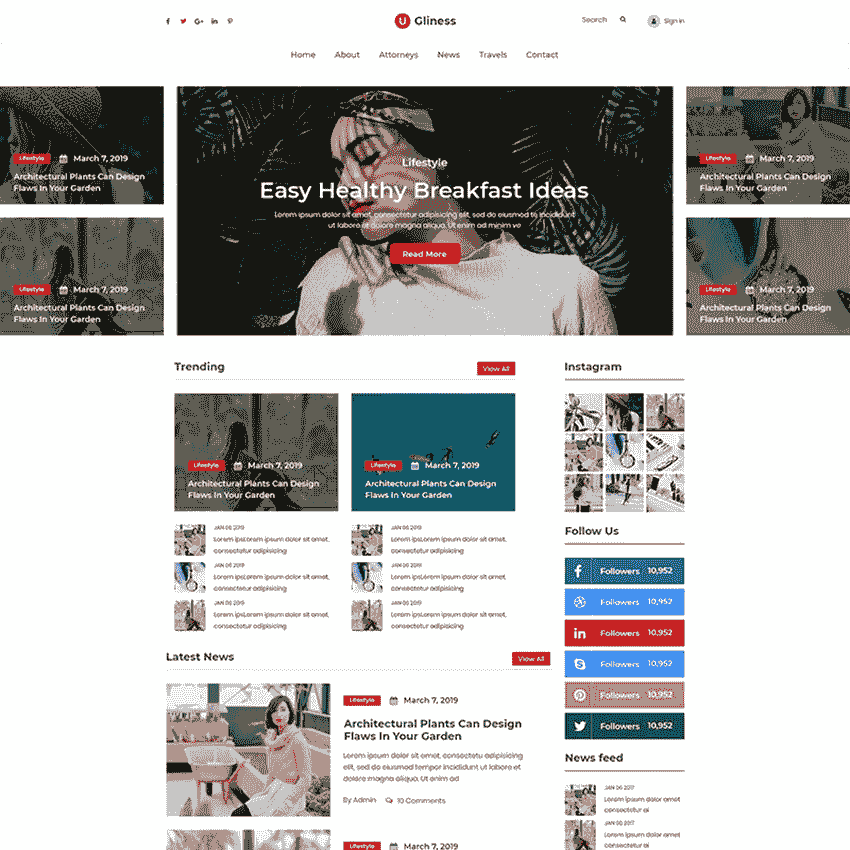 U Gliness
Search
Sign in
Home About Attorneys News Travels Contact
Lifestyle March 7, 2019
Architectural Plants Can Design
Flaws In Your Garden
Lifestyle March 7, 2019
Architectural Plants Can Design
Flaws In Your Garden
Lifestyle
Easy Healthy Breakfast Ideas
Lorem ipsum dolor sit amet, consectetur adipisicing elit, sed do eiusmod te incididunt
ut labore et dolore magna aliqua. Ut enim ad minim ve
Read More
Lifestyle March 7, 2019
Architectural Plants Can Design
Flaws In Your Garden
Lifestyle March 7, 2019
Architectural Plants Can Design
Flaws In Your Garden
Trending
View All
Lifestyle March 7, 2019
Architectural Plants Can Design
Flaws In Your Garden
Lifestyle March 7, 2019
Architectural Plants Can Design
Flaws In Your Garden
JAN 06 2019
Lorem ipsLorem ipsum dolor sit amet,
consectetur adipisicing
JAN 06 2019
Lorem ipsLorem ipsum dolor sit amet,
consectetur adipisicing
JAN 06 2019
Lorem ipsLorem ipsum dolor sit amet,
consectetur adipisicing
JAN 06 2019
Lorem ipsLorem ipsum dolor sit amet,
consectetur adipisicing
JAN 06 2019
Lorem ipsLorem ipsum dolor sit amet,
consectetur adipisicing
JAN 06 2019
Lorem ipsLorem ipsum dolor sit amet,
consectetur adipisicing
Latest News
View All
Lifestyle March 7, 2019
Architectural Plants Can Design
Flaws In Your Garden
Lorem ipsum dolor sit amet, consectetu adipisicing
elit, sed do eiusmod tempor incididunt ut labore et
dolore magna aliqua. Ut enim ad
By Admin 10 Comments
Lifestyle March 7, 2019
Instagram
Follow Us
Followers 10,952
Followers 10,952
Followers 10,952
Followers 10,952
Followers 10,952
Followers 10,952
News feed
JAN 06 2017
Lorem ipsum dolor sit amet
consectetur ai
JAN 06 2017
Lorem ipsum dolor sit amet
consectetur ai